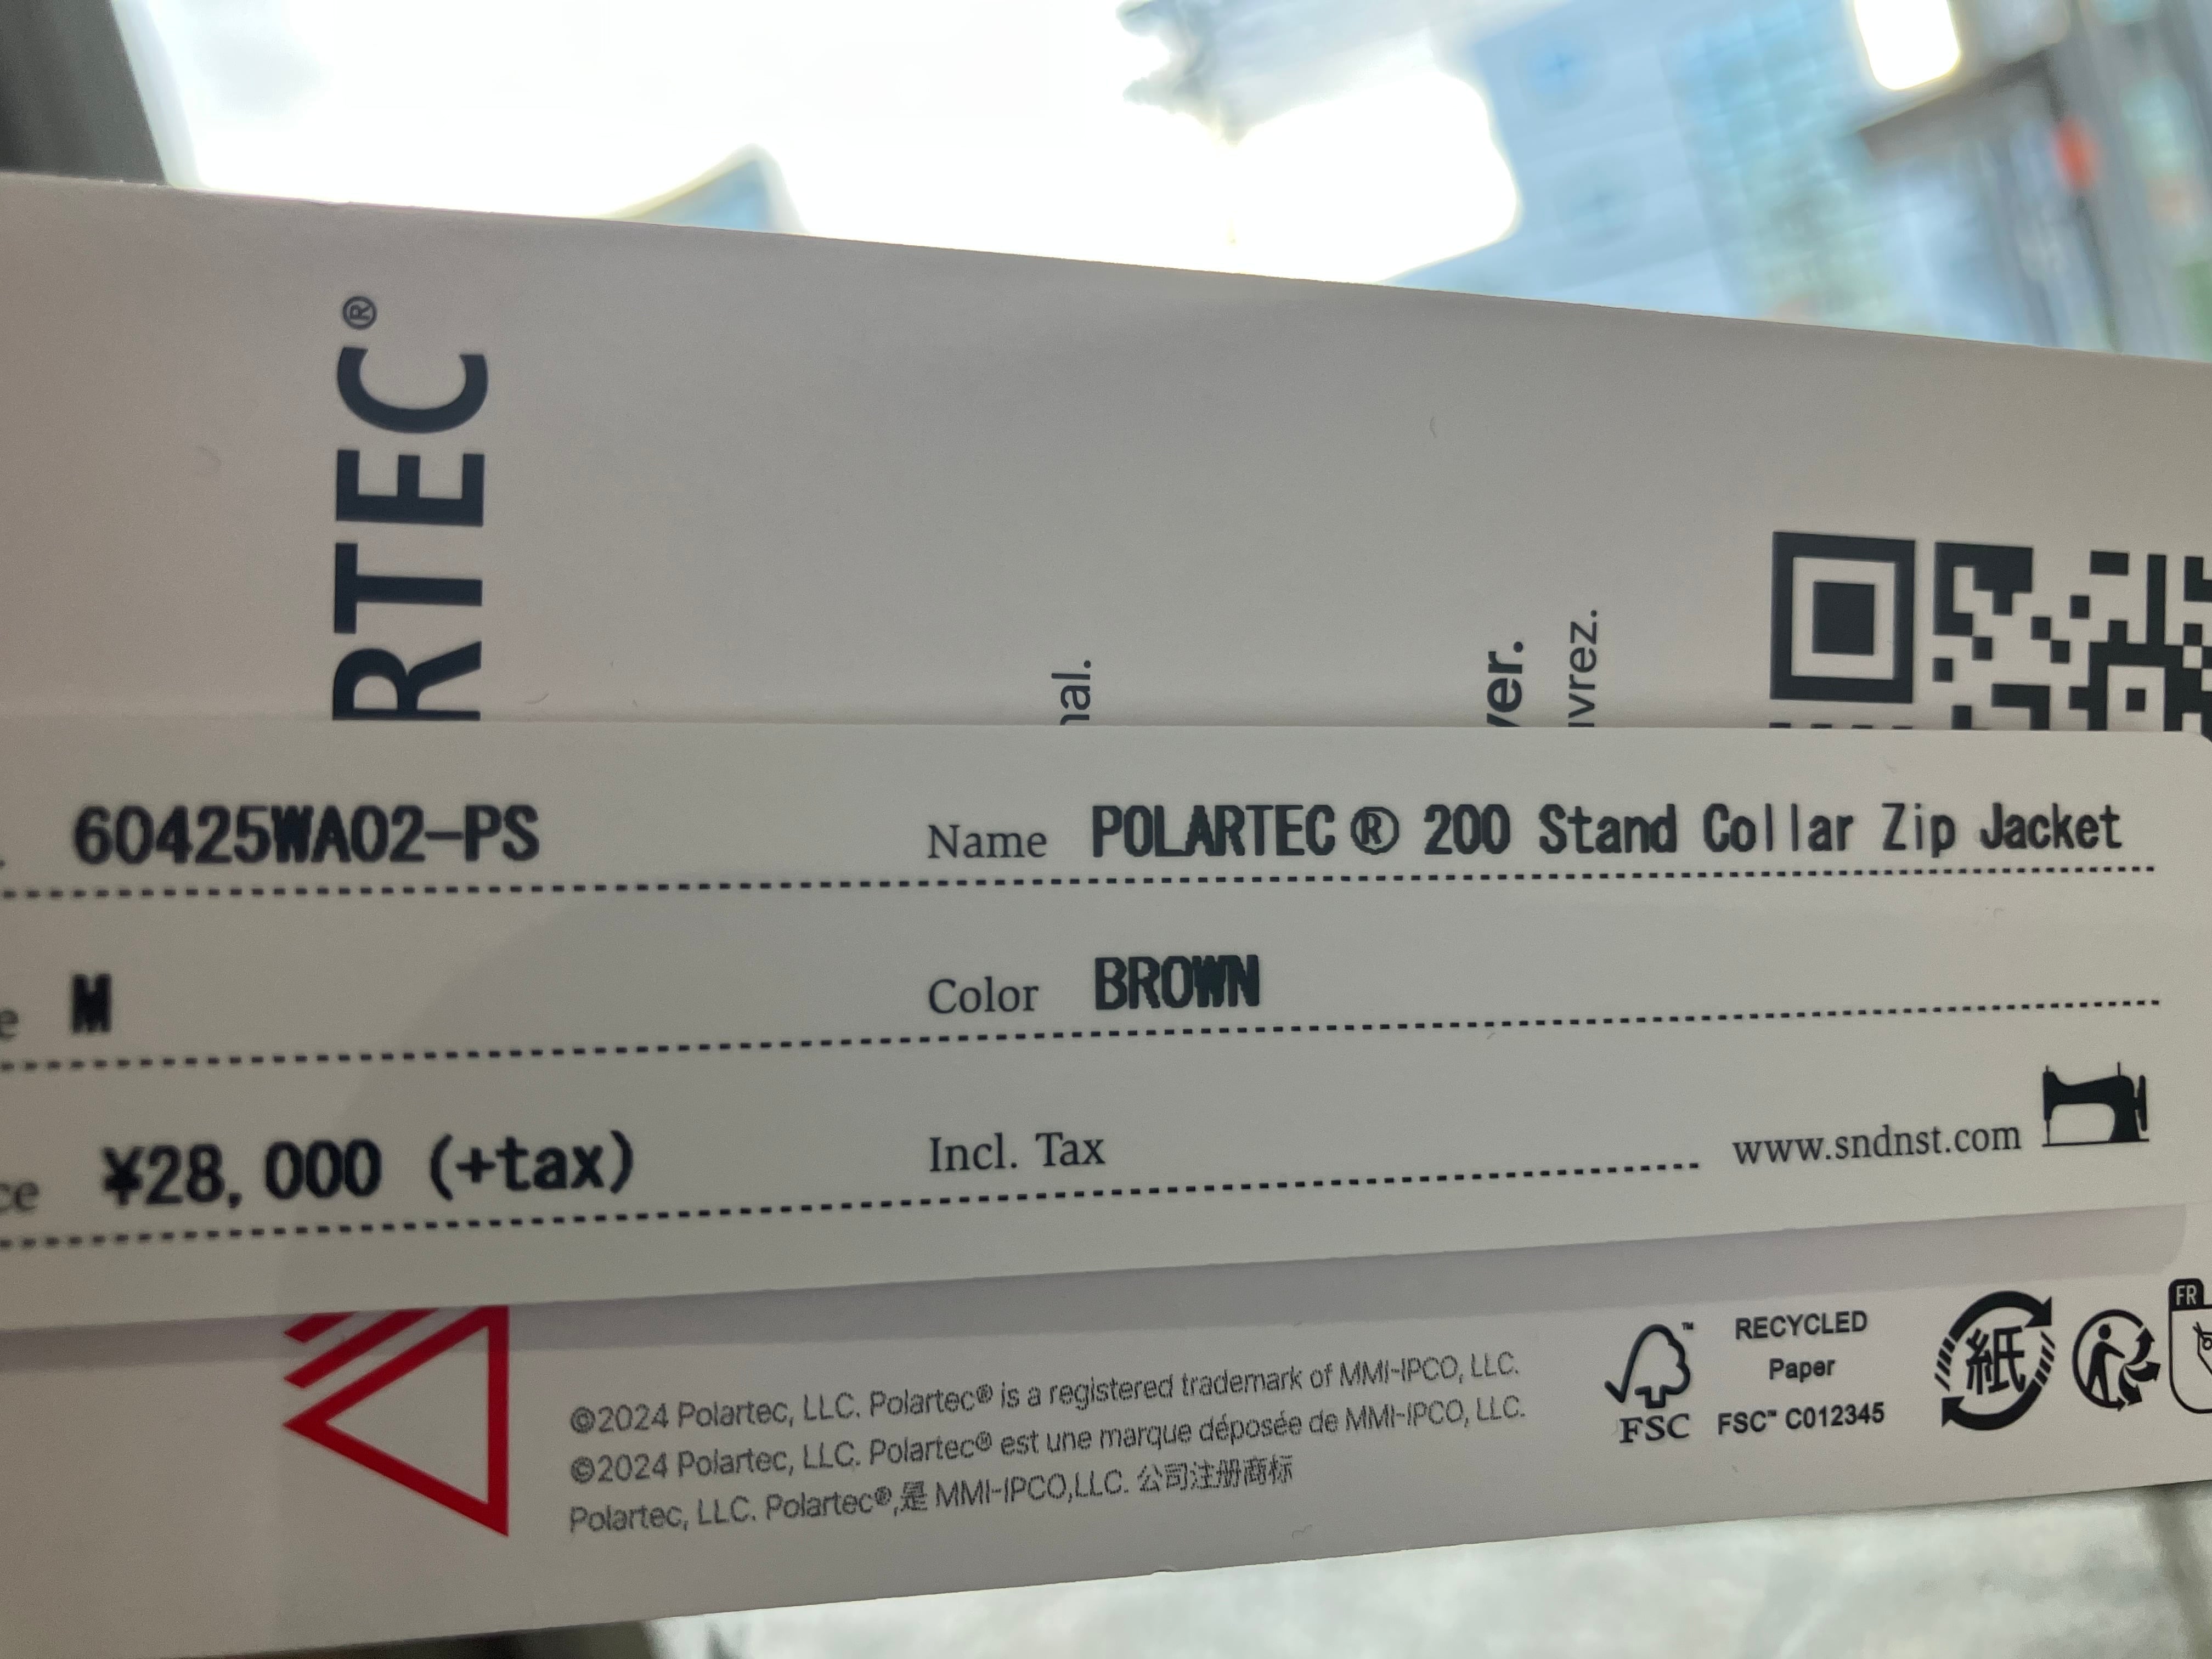 RTEC®
nal.
ver.
vrez.
60425WA02-PS
Name POLARTEC® 200 Stand Collar Zip Jacket
M
Color BROWN
¥28,000 (+tax)
Incl. Tax
www.sndnst.com
©2024 Polartec, LLC. Polartec® is a registered trademark of MMI-IPCO, LLC.
©2024 Polartec, LLC. Polartec® est une marque déposée de MMI-IPCO, LLC.
Polartec, LLC. Polartec®,是 MMI-IPCO,LLC. 公司注册商标
FSC™
RECYCLED
Paper
FSC™ C012345
紙
FR